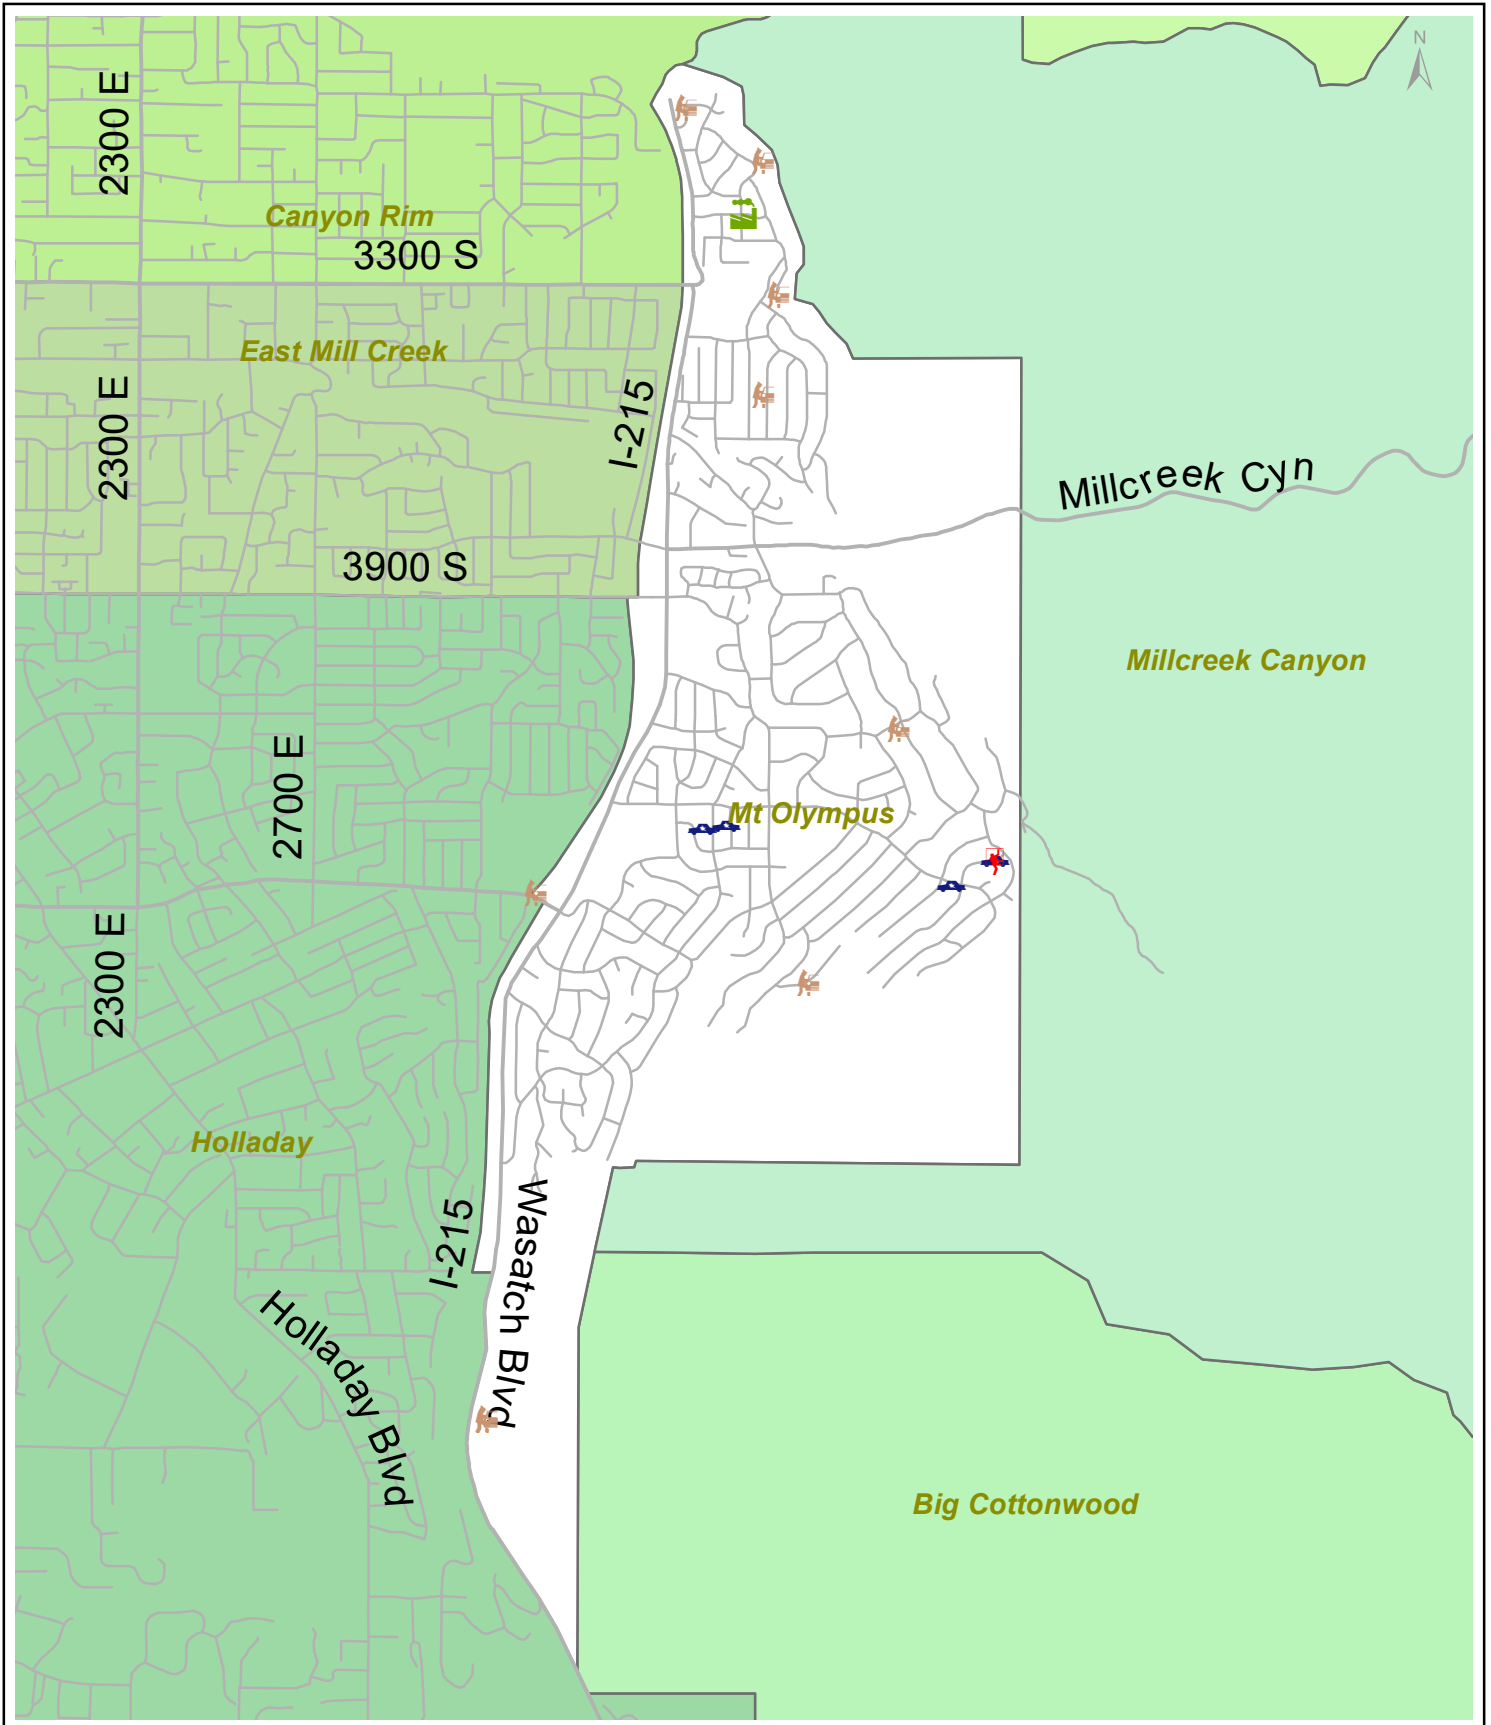 N
2300 E
Canyon Rim
3300 S
East Mill Creek
2300 E
I-215
Millcreek Cyn
3900 S
Millcreek Canyon
2700 E
Mt Olympus
2300 E
Holladay
I-215
Wasatch Blvd
Holladay Blvd
Big Cottonwood